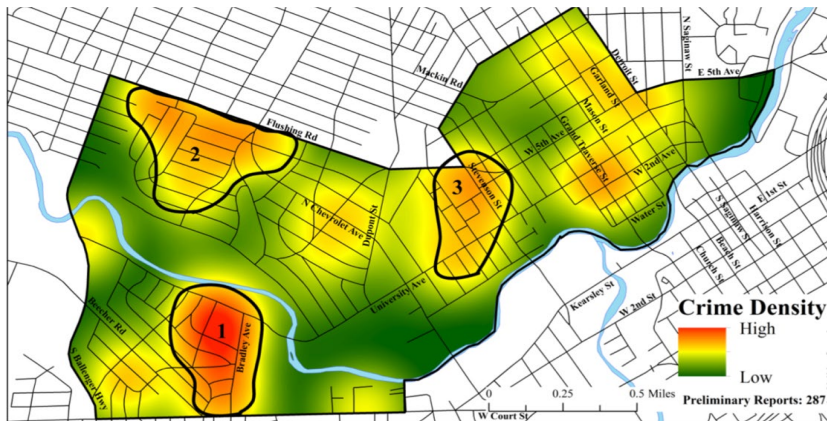 N Saginaw St
Detroit St
E 5th Ave
Mackin Rd
Garland St
Mason St
Flushing Rd
W 5th Ave
Grand Traverse St
W 2nd Ave
2
3
Stevenson St
E 1st St
N Chevrolet Ave
Dupont St
Water St
S Saginaw St
Harrison St
Beach St
Church St
University Ave
Kearsley St
W 2nd St
Beecher Rd
1
Bradley Ave
S Ballenger Hwy
Crime Density
High
Low
0 0.25 0.5 Miles
Preliminary Reports: 287
W Court St